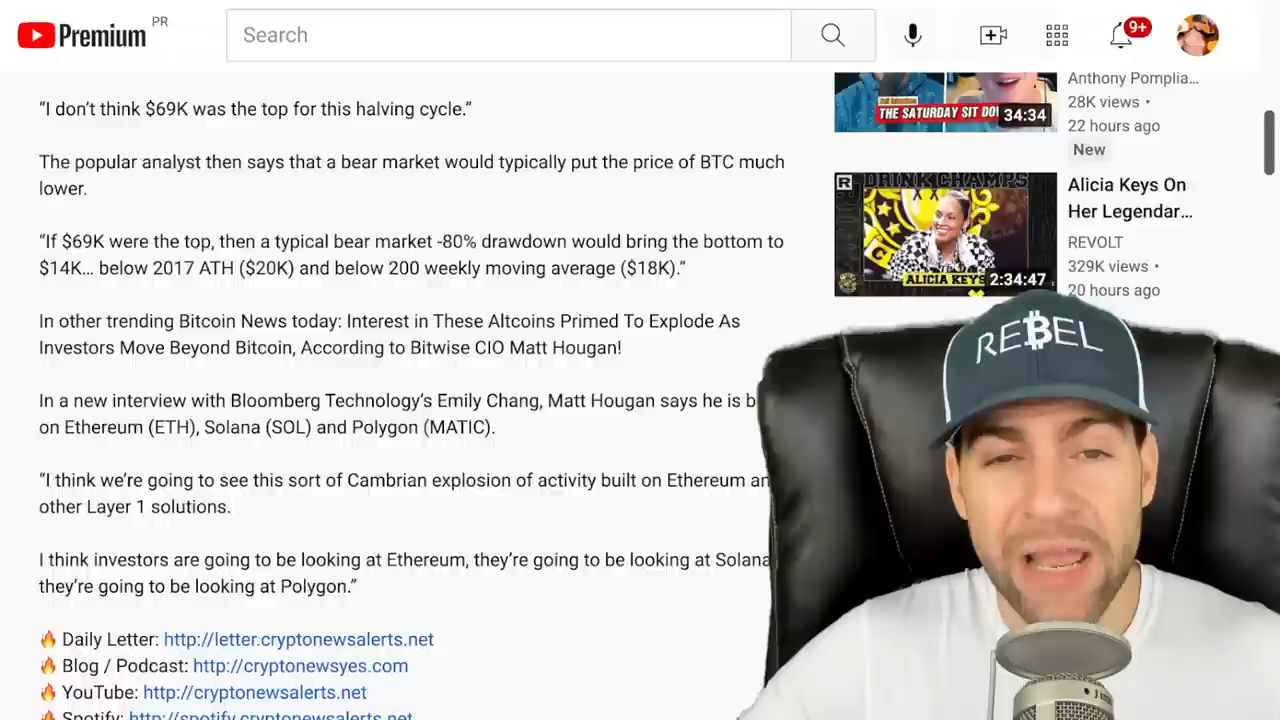 Premium PR
Search
9+
“I don’t think $69K was the top for this halving cycle.”
The popular analyst then says that a bear market would typically put the price of BTC much
lower.
“If $69K were the top, then a typical bear market -80% drawdown would bring the bottom to
$14K… below 2017 ATH ($20K) and below 200 weekly moving average ($18K).”
In other trending Bitcoin News today: Interest in These Altcoins Primed To Explode As
Investors Move Beyond Bitcoin, According to Bitwise CIO Matt Hougan!
In a new interview with Bloomberg Technology’s Emily Chang, Matt Hougan says he is b
on Ethereum (ETH), Solana (SOL) and Polygon (MATIC).
“I think we’re going to see this sort of Cambrian explosion of activity built on Ethereum an
other Layer 1 solutions.
I think investors are going to be looking at Ethereum, they’re going to be looking at Solana
they’re going to be looking at Polygon.”
🔥 Daily Letter: http://letter.cryptonewsalerts.net
🔥 Blog / Podcast: http://cryptonewsyes.com
🔥 YouTube: http://cryptonewsalerts.net
🔥 Spotify: http://spotify.cryptonewsalerts.net
THE SATURDAY SIT DO
34:34
Anthony Pomplia...
28K views •
22 hours ago
New
R
DRINK CHAMPS
ALICIA KEYS
2:34:47
Alicia Keys On
Her Legendar...
REVOLT
329K views •
20 hours ago
REBEL